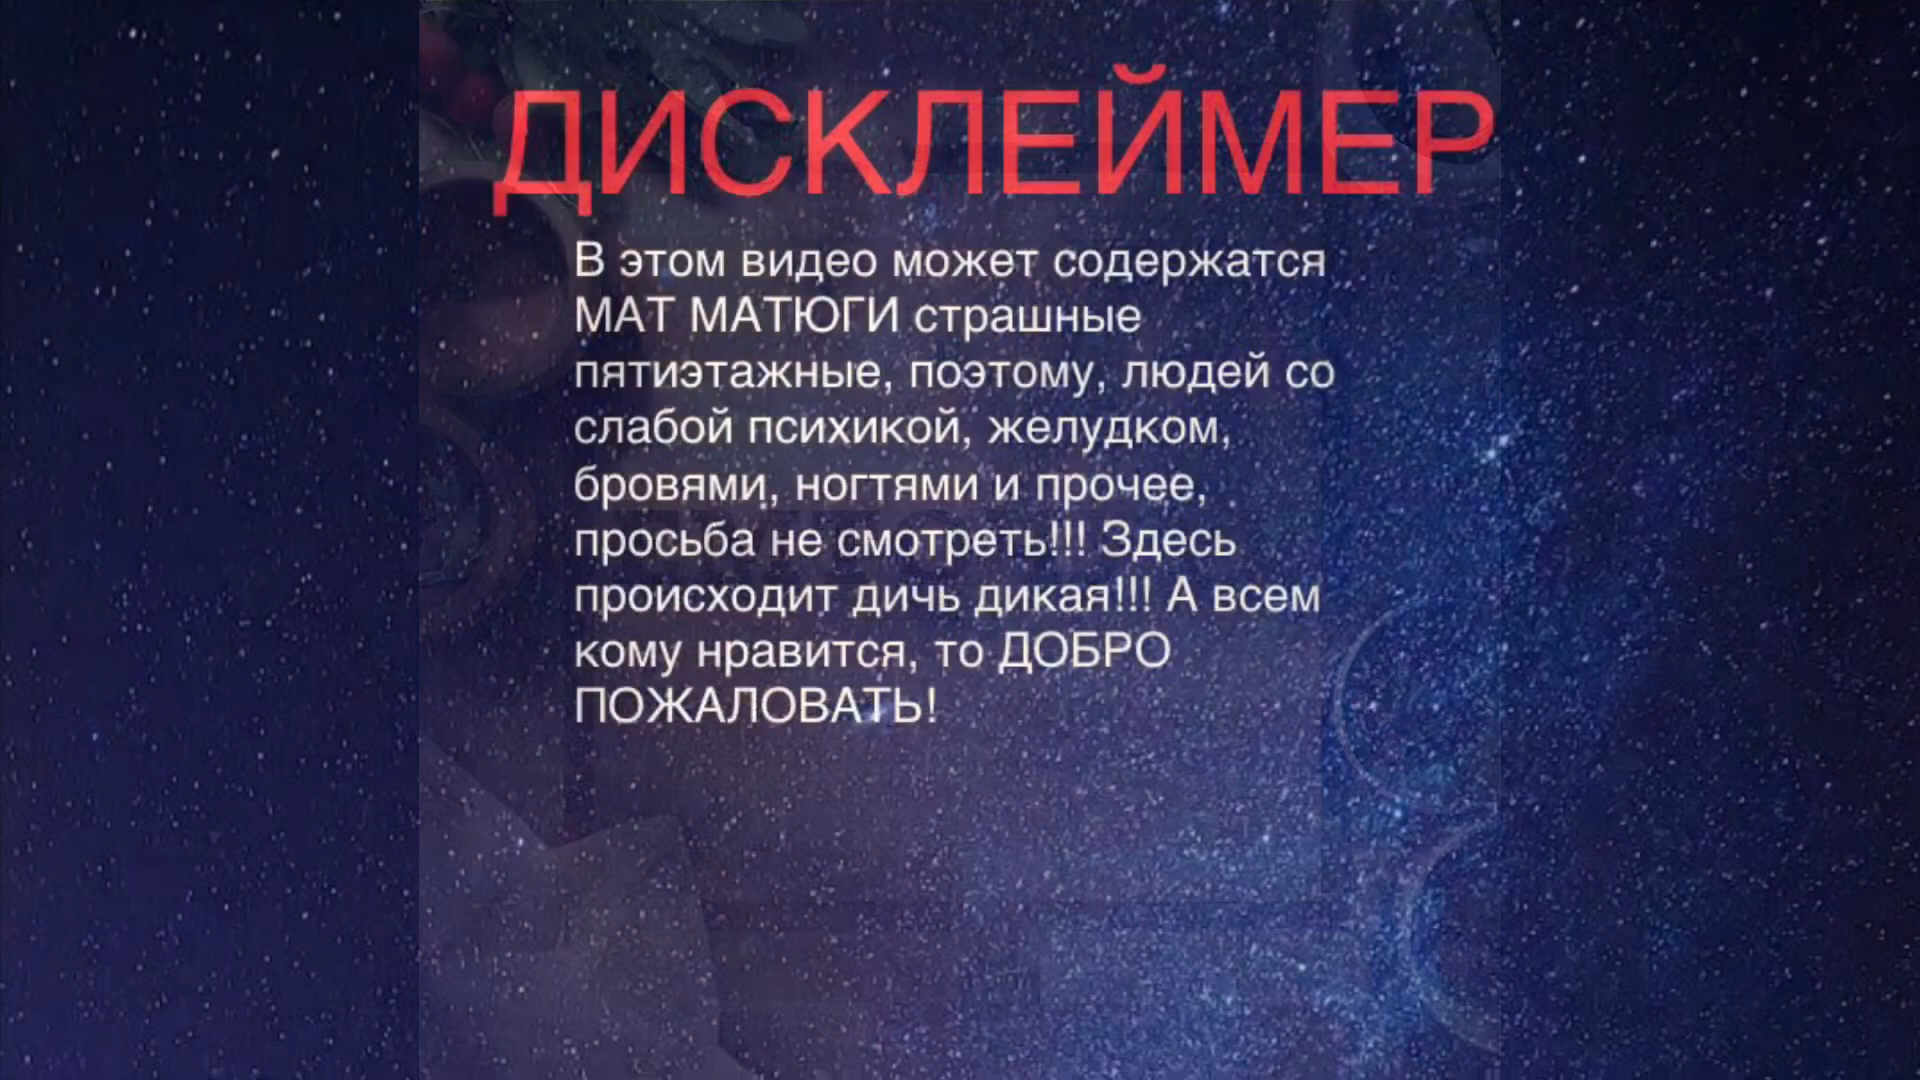 ДИСКЛЕЙМЕР
В этом видео может содержатся
МАТ МАТЮГИ страшные
пятиэтажные, поэтому, людей со
слабой психикой, желудком,
бровями, ногтями и прочее,
просьба не смотреть!!! Здесь
происходит дичь дикая!!! А всем
кому нравится, то ДОБРО
ПОЖАЛОВАТЬ!